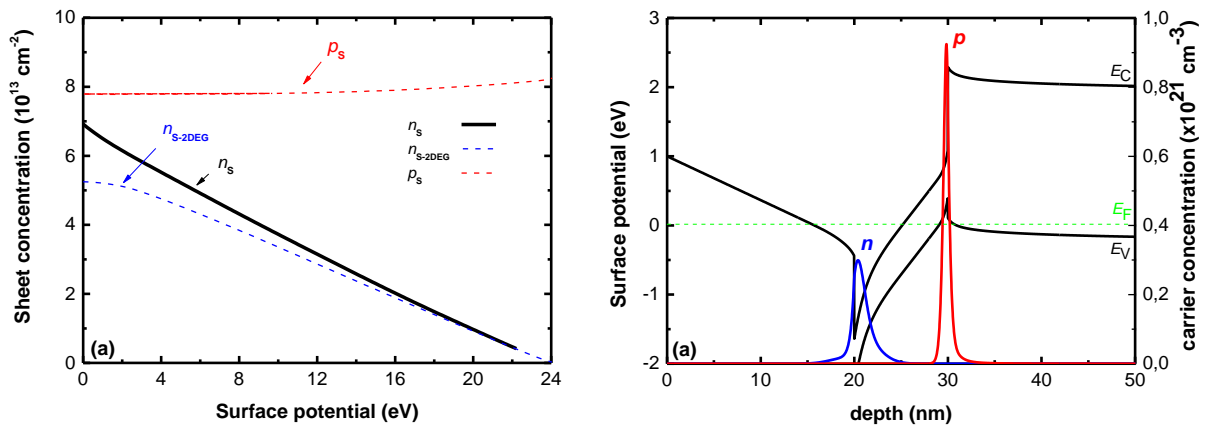 10
8
6
4
2
0
Sheet concentration (10^13 cm^-2)
p_S
n_S-2DEG
n_S
n_S
n_S-2DEG
p_S
(a)
0 4 8 12 16 20 24
Surface potential (eV)
3
2
1
0
-1
-2
Surface potential (eV)
p
n
E_C
E_F
E_V
(a)
0 10 20 30 40 50
depth (nm)
1,0
0,8
0,6
0,4
0,2
0,0
carrier concentration (x10^21 cm-3)